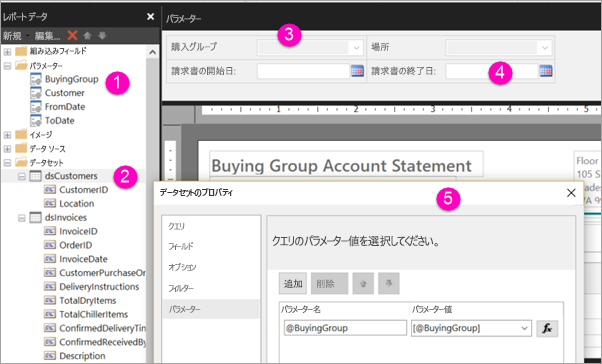 レポート データ
新規
編集...
組み込みフィールド
パラメーター
BuyingGroup
1
Customer
FromDate
ToDate
イメージ
データ ソース
データセット
dsCustomers
2
CustomerID
Location
dsInvoices
InvoiceID
OrderID
InvoiceDate
CustomerPurchaseOr
DeliveryInstructions
TotalDryItems
TotalChillerItems
ConfirmedDeliveryTin
ConfirmedReceivedBy
Description
パラメーター
購入グループ
3
場所
請求書の開始日:
請求書の終了日:
4
1
2
3
4
5
Buying Group Account Statement
Floor
105 S
データセットのプロパティ
5
クエリ
フィールド
オプション
フィルター
パラメーター
クエリのパラメーター値を選択してください。
追加
削除
パラメーター名
パラメーター値
@BuyingGroup
[@BuyingGroup]
fx